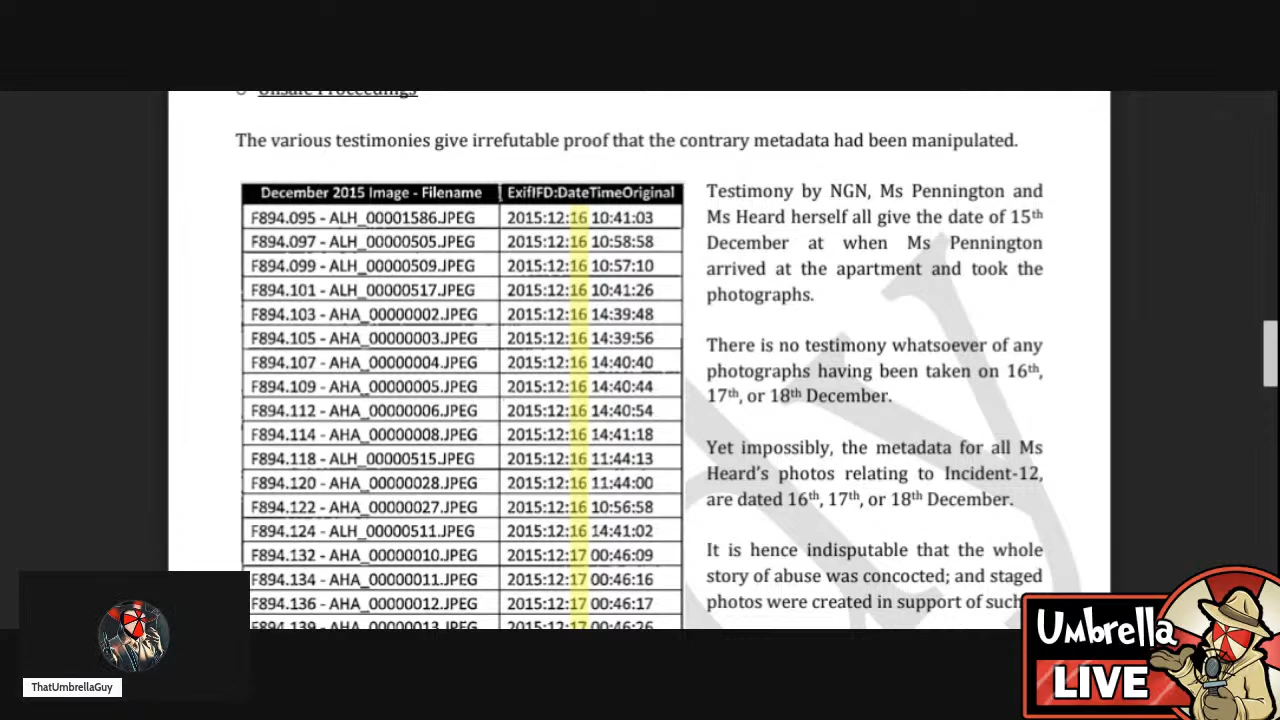 Unsafe Proceedings
The various testimonies give irrefutable proof that the contrary metadata had been manipulated.
December 2015 Image - Filename ExifIFD:DateTimeOriginal
F894.095 - ALH_00001586.JPEG 2015:12:16 10:41:03
F894.097 - ALH_00000505.JPEG 2015:12:16 10:58:58
F894.099 - ALH_00000509.JPEG 2015:12:16 10:57:10
F894.101 - ALH_00000517.JPEG 2015:12:16 10:41:26
F894.103 - AHA_00000002.JPEG 2015:12:16 14:39:48
F894.105 - AHA_00000003.JPEG 2015:12:16 14:39:56
F894.107 - AHA_00000004.JPEG 2015:12:16 14:40:40
F894.109 - AHA_00000005.JPEG 2015:12:16 14:40:44
F894.112 - AHA_00000006.JPEG 2015:12:16 14:40:54
F894.114 - AHA_00000008.JPEG 2015:12:16 14:41:18
F894.118 - ALH_00000515.JPEG 2015:12:16 11:44:13
F894.120 - AHA_00000028.JPEG 2015:12:16 11:44:00
F894.122 - AHA_00000027.JPEG 2015:12:16 10:56:58
F894.124 - ALH_00000511.JPEG 2015:12:16 14:41:02
F894.132 - AHA_00000010.JPEG 2015:12:17 00:46:09
F894.134 - AHA_00000011.JPEG 2015:12:17 00:46:16
F894.136 - AHA_00000012.JPEG 2015:12:17 00:46:17
F894.139 - AHA_00000013.JPEG 2015:12:17 00:46:26
Testimony by NGN, Ms Pennington and
Ms Heard herself all give the date of 15th
December at when Ms Pennington
arrived at the apartment and took the
photographs.
There is no testimony whatsoever of any
photographs having been taken on 16th,
17th, or 18th December.
Yet impossibly, the metadata for all Ms
Heard's photos relating to Incident-12,
are dated 16th, 17th, or 18th December.
It is hence indisputable that the whole
story of abuse was concocted; and staged
photos were created in support of such
ThatUmbrellaGuy
Umbrella
LIVE